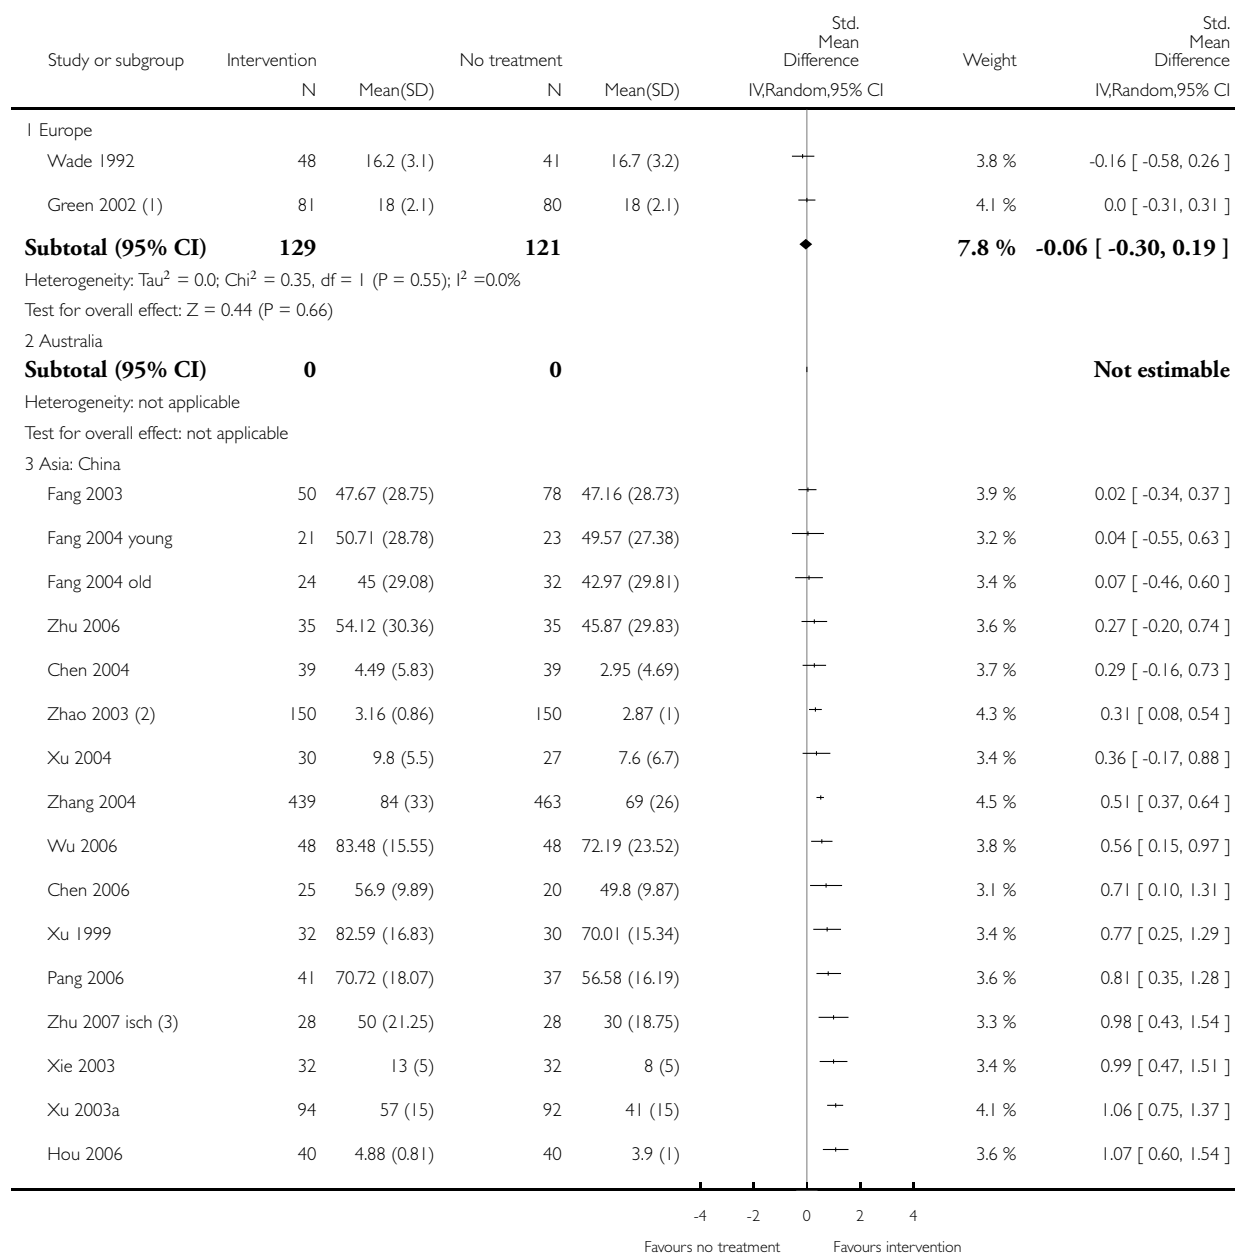 Std. Mean Difference Std. Mean Difference
Study or subgroup Intervention No treatment Weight
N Mean(SD) N Mean(SD) IV,Random,95% CI IV,Random,95% CI
1 Europe
Wade 1992 48 16.2 (3.1) 41 16.7 (3.2) 3.8 % -0.16 [ -0.58, 0.26 ]
Green 2002 (1) 81 18 (2.1) 80 18 (2.1) 4.1 % 0.0 [ -0.31, 0.31 ]
Subtotal (95% CI) 129 121 7.8 % -0.06 [ -0.30, 0.19 ]
Heterogeneity: Tau² = 0.0; Chi² = 0.35, df = 1 (P = 0.55); I² =0.0%
Test for overall effect: Z = 0.44 (P = 0.66)
2 Australia
Subtotal (95% CI) 0 0 Not estimable
Heterogeneity: not applicable
Test for overall effect: not applicable
3 Asia: China
Fang 2003 50 47.67 (28.75) 78 47.16 (28.73) 3.9 % 0.02 [ -0.34, 0.37 ]
Fang 2004 young 21 50.71 (28.78) 23 49.57 (27.38) 3.2 % 0.04 [ -0.55, 0.63 ]
Fang 2004 old 24 45 (29.08) 32 42.97 (29.81) 3.4 % 0.07 [ -0.46, 0.60 ]
Zhu 2006 35 54.12 (30.36) 35 45.87 (29.83) 3.6 % 0.27 [ -0.20, 0.74 ]
Chen 2004 39 4.49 (5.83) 39 2.95 (4.69) 3.7 % 0.29 [ -0.16, 0.73 ]
Zhao 2003 (2) 150 3.16 (0.86) 150 2.87 (1) 4.3 % 0.31 [ 0.08, 0.54 ]
Xu 2004 30 9.8 (5.5) 27 7.6 (6.7) 3.4 % 0.36 [ -0.17, 0.88 ]
Zhang 2004 439 84 (33) 463 69 (26) 4.5 % 0.51 [ 0.37, 0.64 ]
Wu 2006 48 83.48 (15.55) 48 72.19 (23.52) 3.8 % 0.56 [ 0.15, 0.97 ]
Chen 2006 25 56.9 (9.89) 20 49.8 (9.87) 3.1 % 0.71 [ 0.10, 1.31 ]
Xu 1999 32 82.59 (16.83) 30 70.01 (15.34) 3.4 % 0.77 [ 0.25, 1.29 ]
Pang 2006 41 70.72 (18.07) 37 56.58 (16.19) 3.6 % 0.81 [ 0.35, 1.28 ]
Zhu 2007 isch (3) 28 50 (21.25) 28 30 (18.75) 3.3 % 0.98 [ 0.43, 1.54 ]
Xie 2003 32 13 (5) 32 8 (5) 3.4 % 0.99 [ 0.47, 1.51 ]
Xu 2003a 94 57 (15) 92 41 (15) 4.1 % 1.06 [ 0.75, 1.37 ]
Hou 2006 40 4.88 (0.81) 40 3.9 (1) 3.6 % 1.07 [ 0.60, 1.54 ]
-4 -2 0 2 4
Favours no treatment Favours intervention